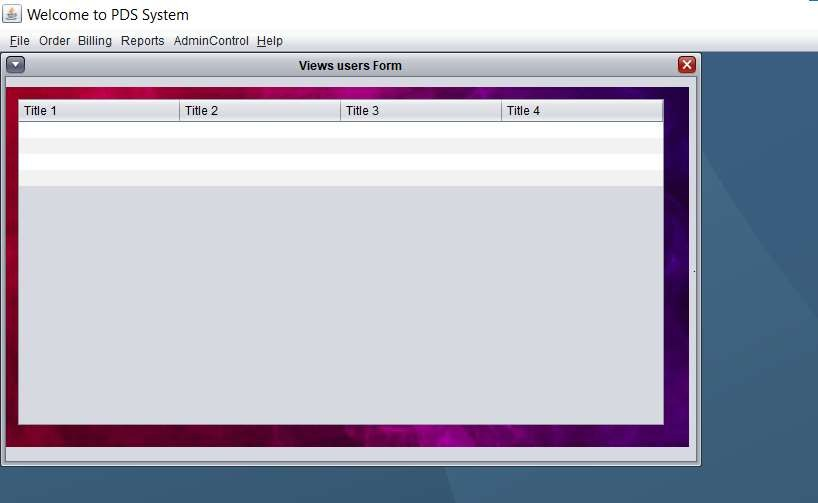 Welcome to PDS System
File Order Billing Reports AdminControl Help
Views users Form
Title 1 Title 2 Title 3 Title 4